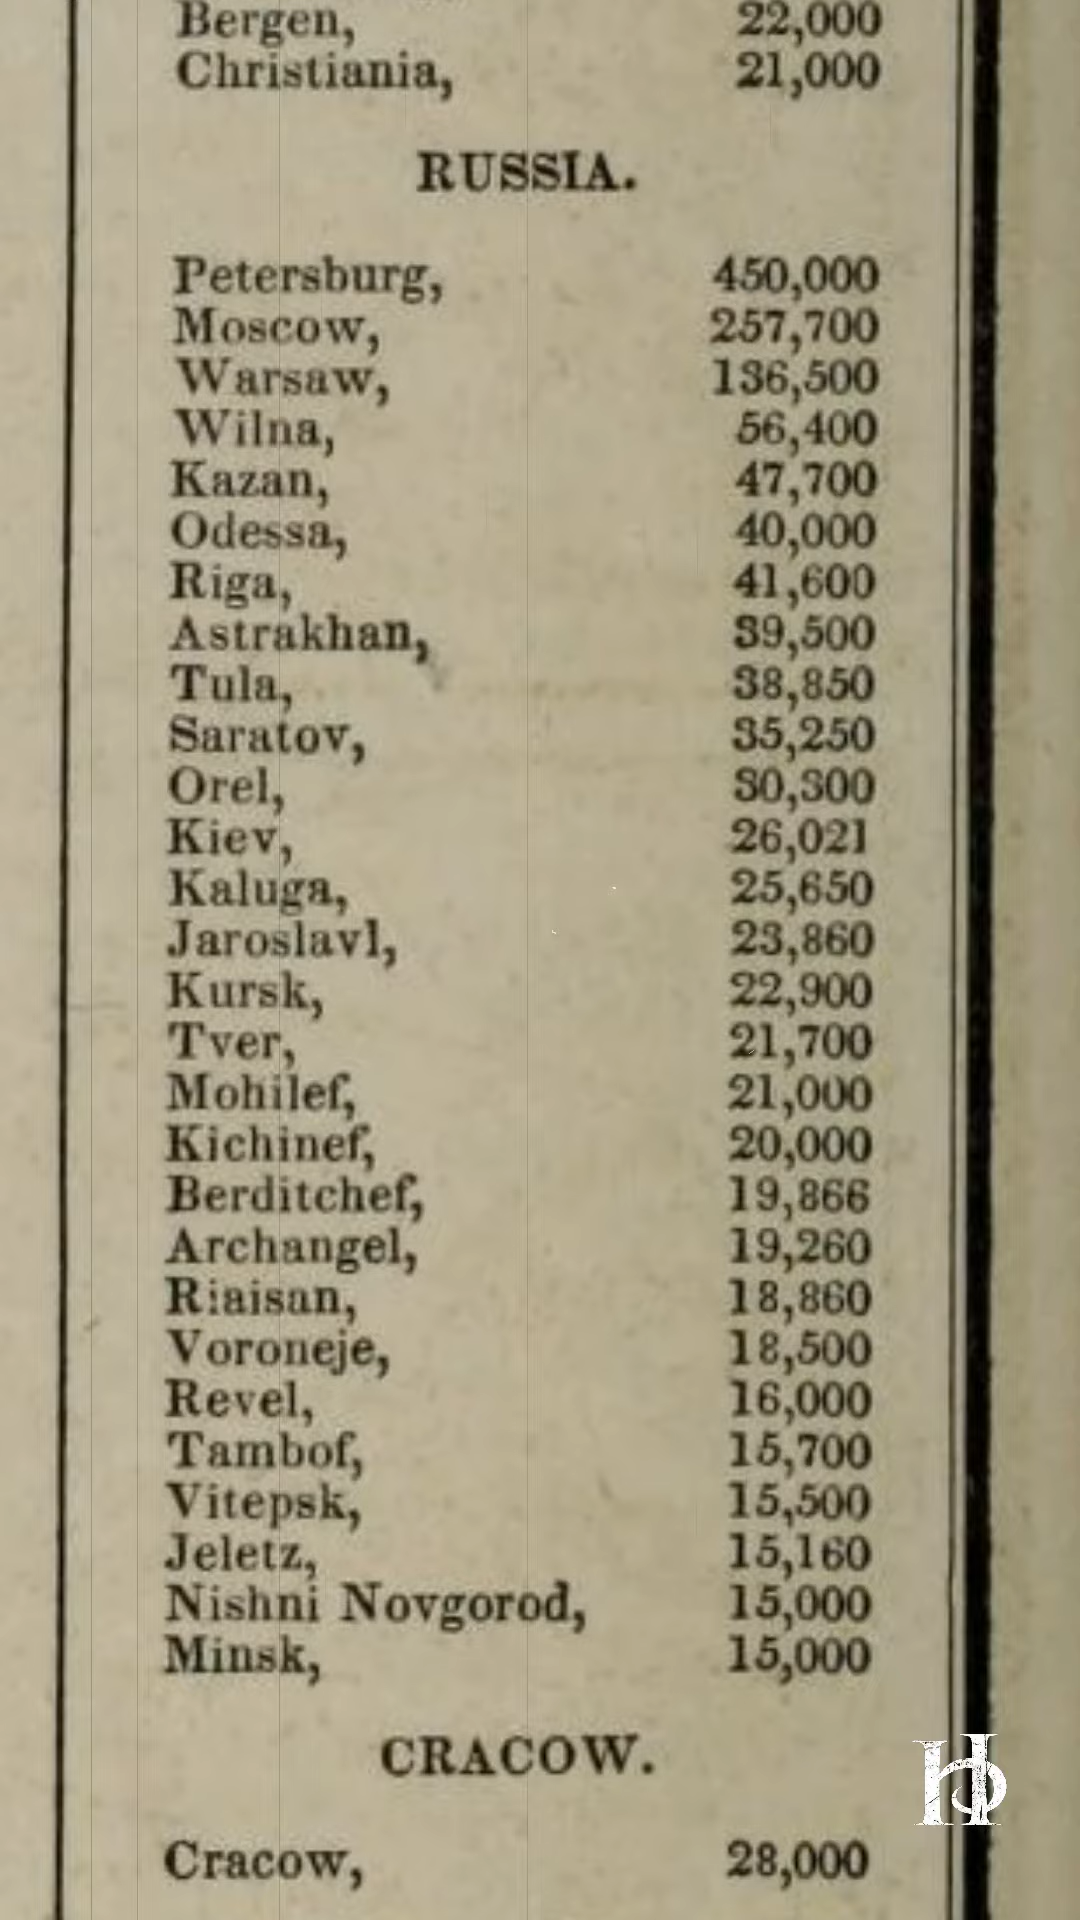 Bergen, 22,000
Christiania, 21,000
RUSSIA.
Petersburg, 450,000
Moscow, 257,700
Warsaw, 136,500
Wilna, 56,400
Kazan, 47,700
Odessa, 40,000
Riga, 41,600
Astrakhan, 39,500
Tula, 38,850
Saratov, 35,250
Orel, 30,300
Kiev, 26,021
Kaluga, 25,650
Jaroslavl, 23,860
Kursk, 22,900
Tver, 21,700
Mohilef, 21,000
Kichinef, 20,000
Berditchef, 19,866
Archangel, 19,260
Riaisan, 18,860
Voroneje, 18,500
Revel, 16,000
Tambof, 15,700
Vitepsk, 15,500
Jeletz, 15,160
Nishni Novgorod, 15,000
Minsk, 15,000
CRACOW.
Cracow, 28,000